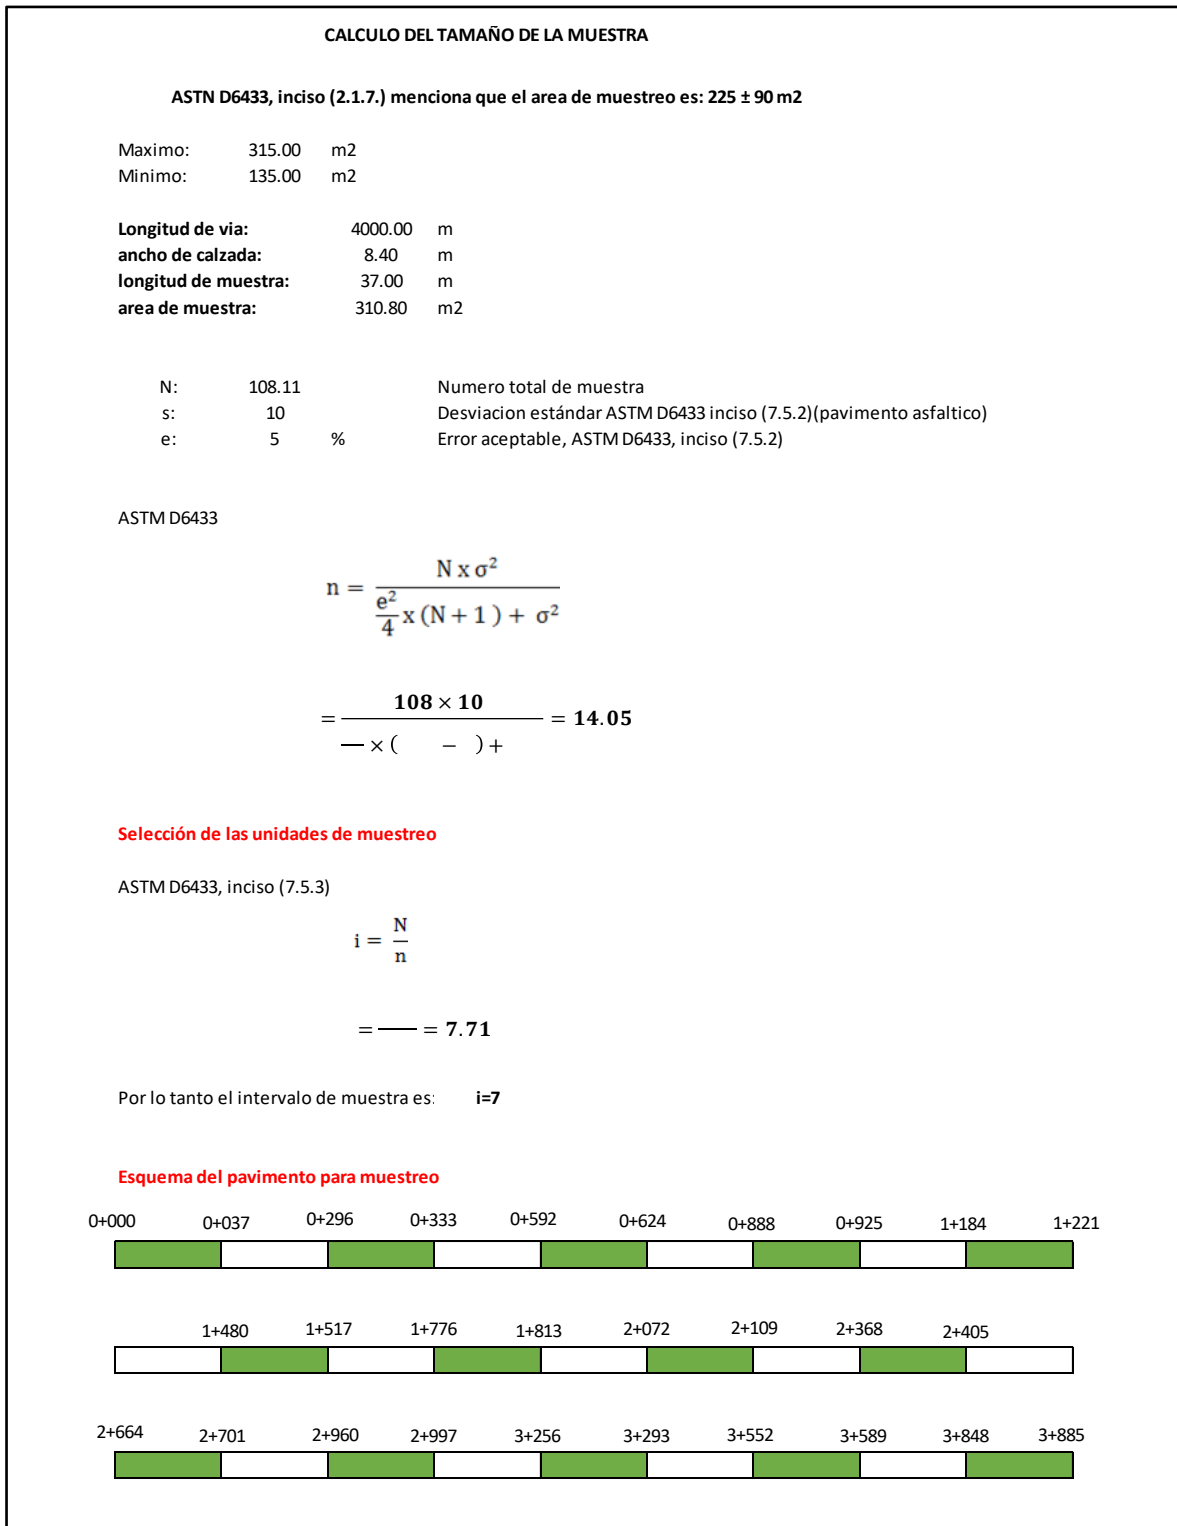 CALCULO DEL TAMAÑO DE LA MUESTRA
ASTN D6433, inciso (2.1.7.) menciona que el area de muestreo es: 225 ± 90 m2
Maximo: 315.00 m2
Minimo: 135.00 m2
Longitud de via: 4000.00 m
ancho de calzada: 8.40 m
longitud de muestra: 37.00 m
area de muestra: 310.80 m2
N: 108.11 Numero total de muestra
s: 10 Desviacion estándar ASTM D6433 inciso (7.5.2)(pavimento asfaltico)
e: 5 % Error aceptable, ASTM D6433, inciso (7.5.2)
ASTM D6433
N x σ²
n =
e²/4 x (N + 1 ) + σ²
108 × 10
= = 14.05
— × ( − ) +
Selección de las unidades de muestreo
ASTM D6433, inciso (7.5.3)
i = N/n
= — = 7.71
Por lo tanto el intervalo de muestra es: i=7
Esquema del pavimento para muestreo
0+000 0+037 0+296 0+333 0+592 0+624 0+888 0+925 1+184 1+221
1+480 1+517 1+776 1+813 2+072 2+109 2+368 2+405
2+664 2+701 2+960 2+997 3+256 3+293 3+552 3+589 3+848 3+885